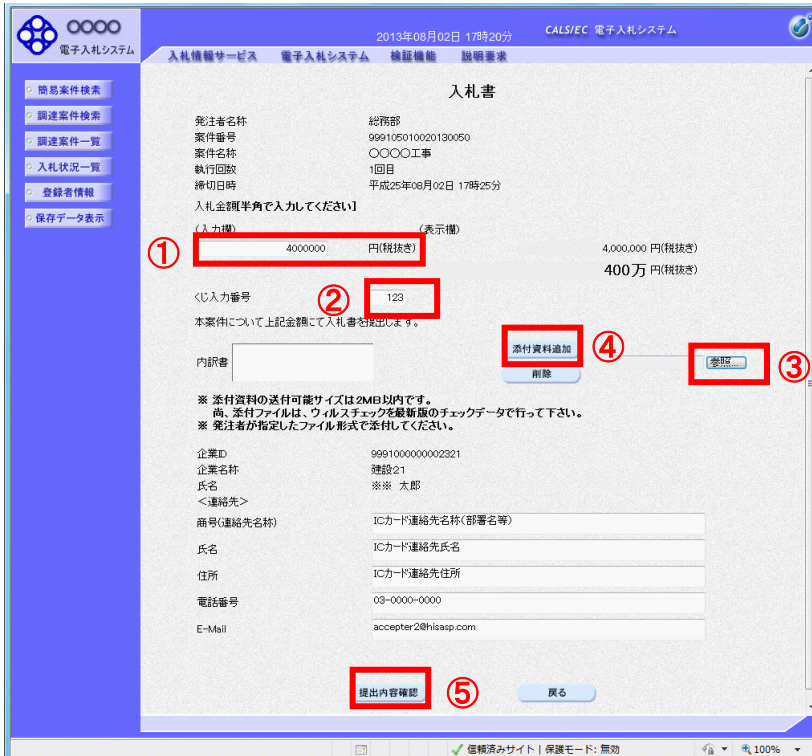 ○○○○
電子入札システム
2013年08月02日 17時20分
CALS/EC 電子入札システム
入札情報サービス 電子入札システム 検証機能 説明要求
簡易案件検索
調達案件検索
調達案件一覧
入札状況一覧
登録者情報
保存データ表示
入札書
発注者名称 総務部
案件番号 999105010020130050
案件名称 ○○○○工事
執行回数 1回目
締切日時 平成25年08月02日 17時25分
入札金額[半角で入力してください]
(入力欄) (表示欄)
① 4000000 円(税抜き) 4,000,000 円(税抜き)
400万 円(税抜き)
くじ入力番号 ② 123
本案件について上記金額にて入札書を提出します。
内訳書 添付資料追加 ④ 参照... ③
削除
※ 添付資料の送付可能サイズは2MB以内です。
尚、添付ファイルは、ウィルスチェックを最新版のチェックデータで行って下さい。
※ 発注者が指定したファイル形式で添付してください。
企業ID 9991000000002321
企業名称 建設21
氏名 ※※ 太郎
<連絡先>
商号(連絡先名称) ICカード連絡先名称(部署名等)
氏名 ICカード連絡先氏名
住所 ICカード連絡先住所
電話番号 03-0000-0000
E-Mail accepter2@hisasp.com
提出内容確認 ⑤ 戻る
信頼済みサイト | 保護モード: 無効 100%